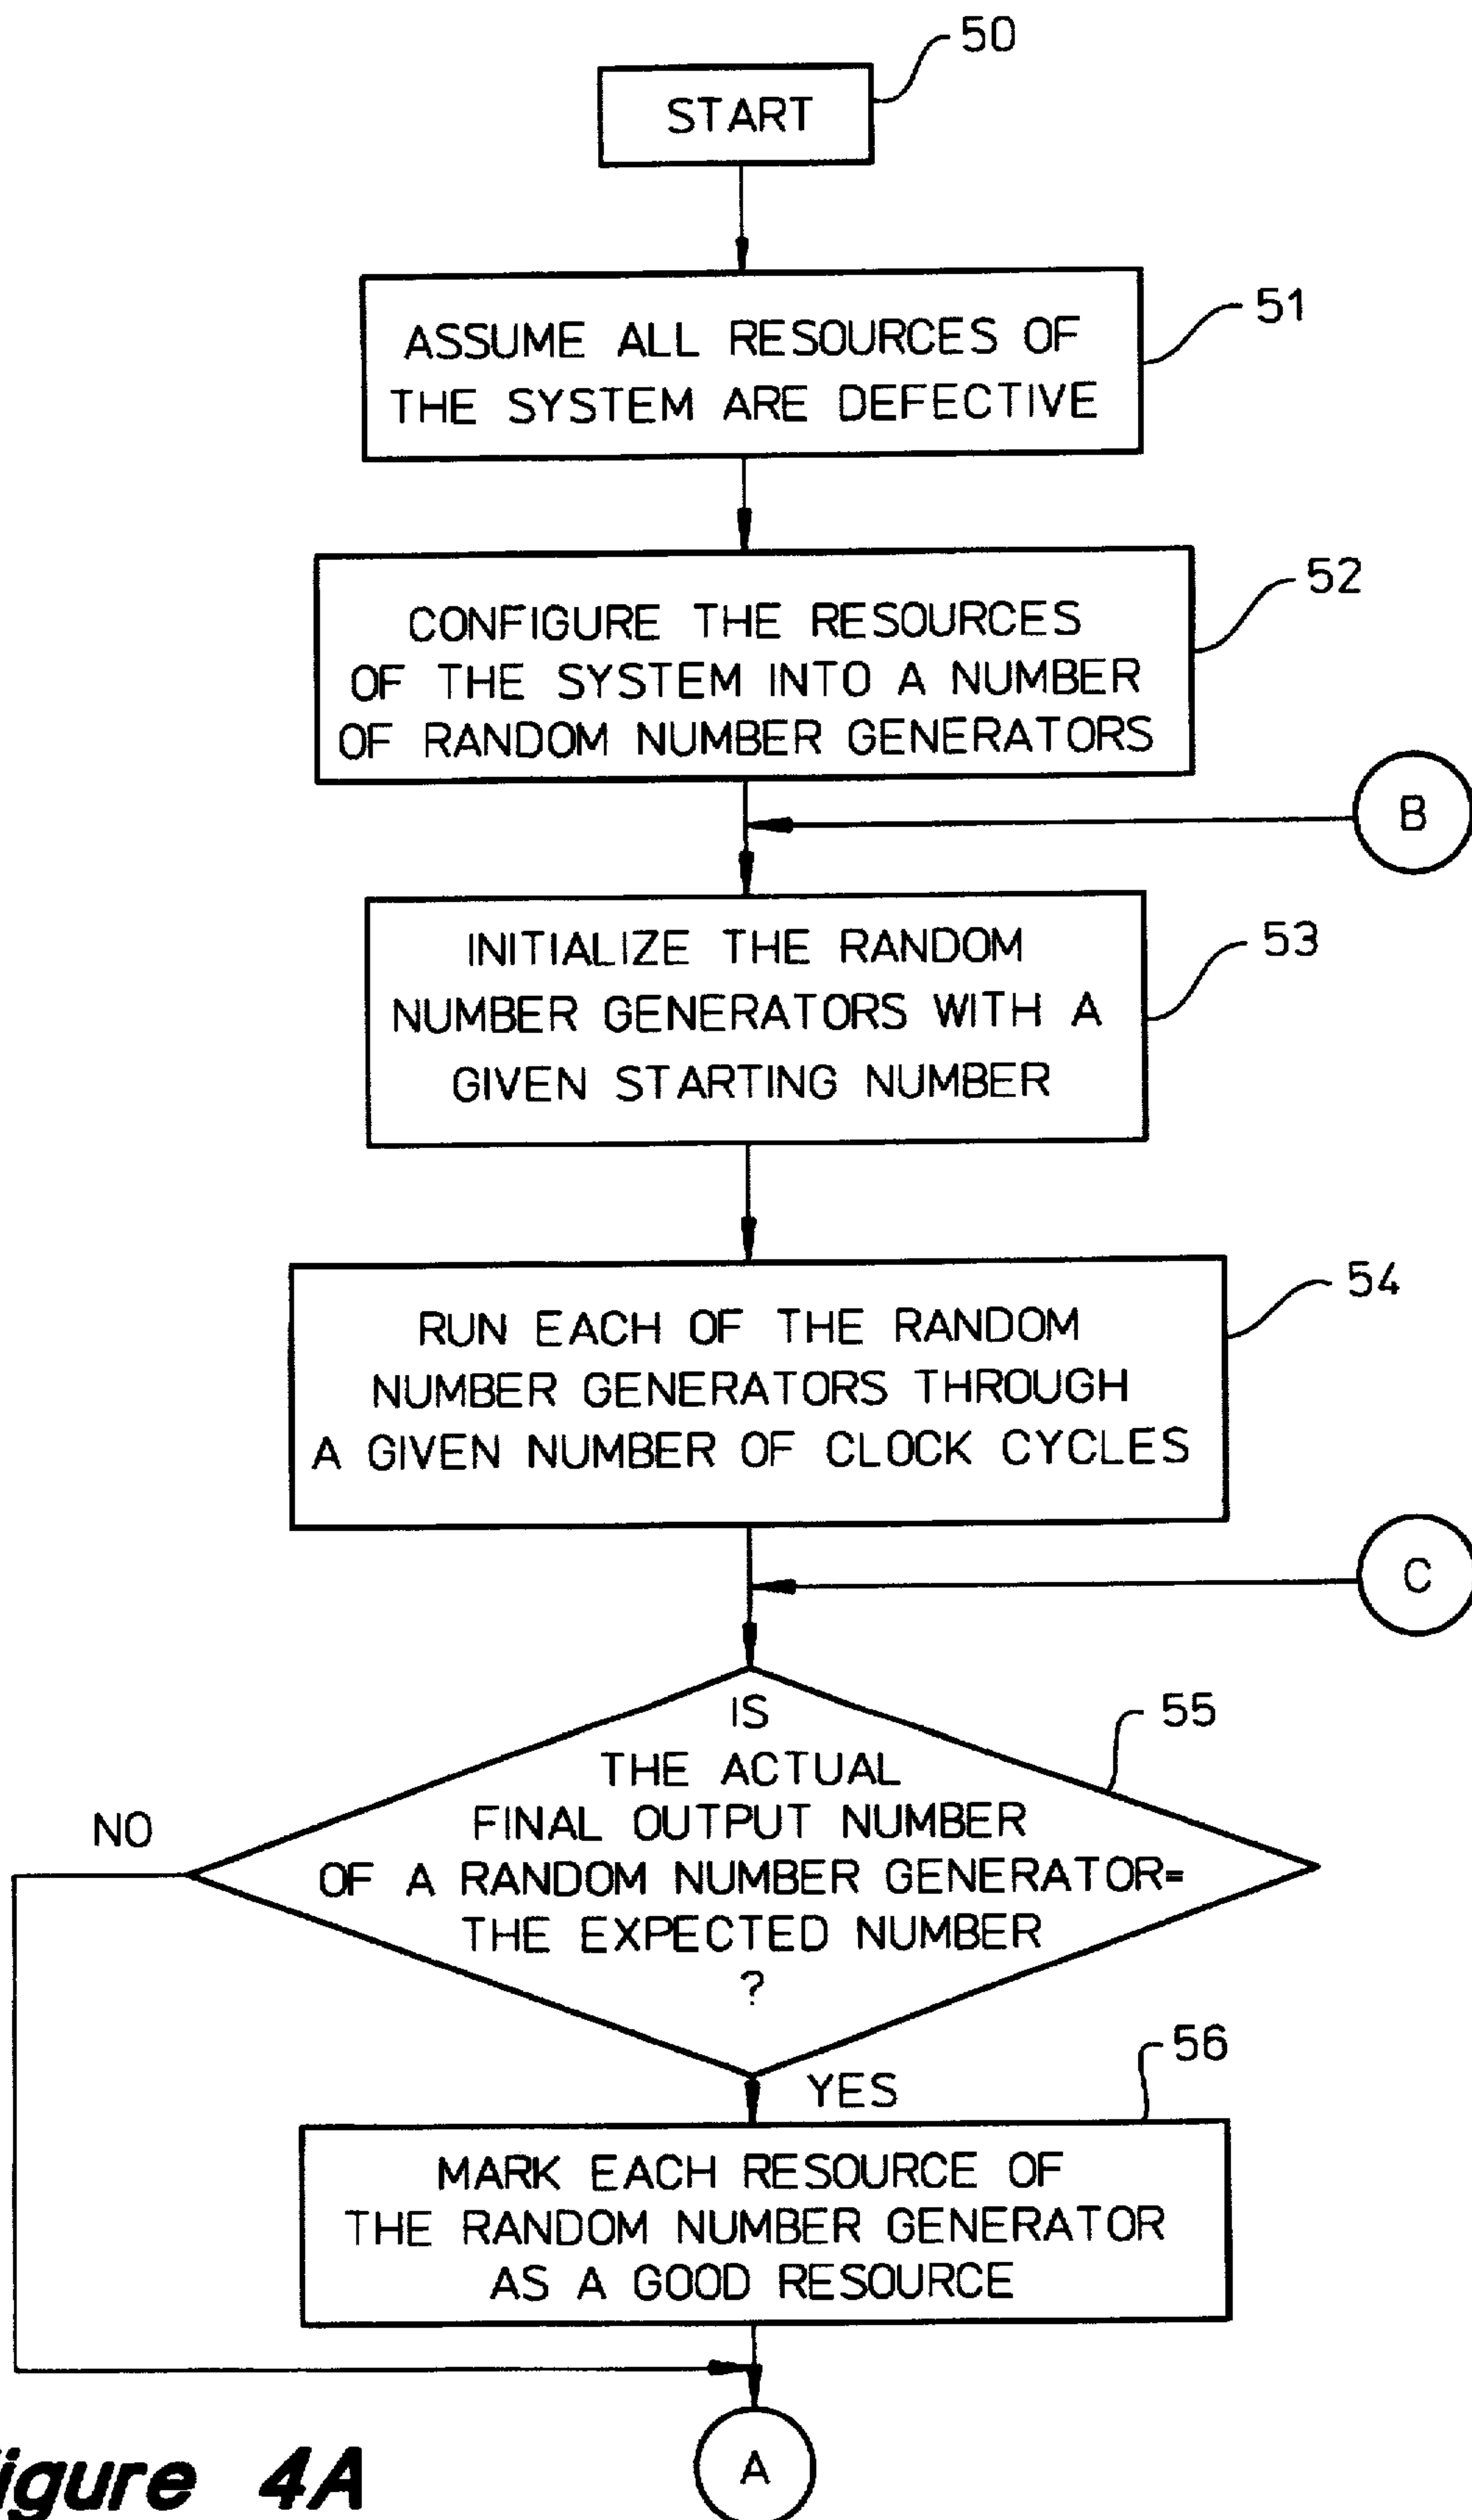 50
START
51
ASSUME ALL RESOURCES OF
THE SYSTEM ARE DEFECTIVE
52
CONFIGURE THE RESOURCES
OF THE SYSTEM INTO A NUMBER
OF RANDOM NUMBER GENERATORS
B
53
INITIALIZE THE RANDOM
NUMBER GENERATORS WITH A
GIVEN STARTING NUMBER
54
RUN EACH OF THE RANDOM
NUMBER GENERATORS THROUGH
A GIVEN NUMBER OF CLOCK CYCLES
C
55
IS
THE ACTUAL
FINAL OUTPUT NUMBER
OF A RANDOM NUMBER GENERATOR=
THE EXPECTED NUMBER
?
NO
YES
56
MARK EACH RESOURCE OF
THE RANDOM NUMBER GENERATOR
AS A GOOD RESOURCE
A
igure 4A